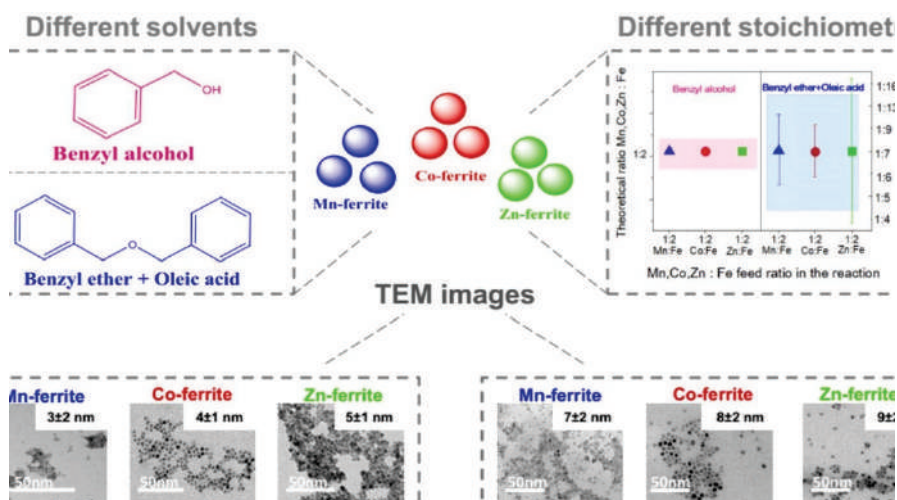 Different solvents
OH
Benzyl alcohol
O
Benzyl ether + Oleic acid
Mn-ferrite
Co-ferrite
Zn-ferrite
Different stoichiomet
Theoretical ratio Mn,Co,Zn : Fe
Benzyl alcohol
Benzyl ether+Oleic acid
1:2
1:16
1:13
1:9
1:7
1:6
1:5
1:4
1:2 1:2 1:2 1:2 1:2 1:2
Mn:Fe Co:Fe Zn:Fe Mn:Fe Co:Fe Zn:Fe
Mn,Co,Zn : Fe feed ratio in the reaction
TEM images
Mn-ferrite
3±2 nm
50nm
Co-ferrite
4±1 nm
50nm
Zn-ferrite
5±1 nm
50nm
Mn-ferrite
7±2 nm
50nm
Co-ferrite
8±2 nm
50nm
Zn-ferrit
9±2
50nm